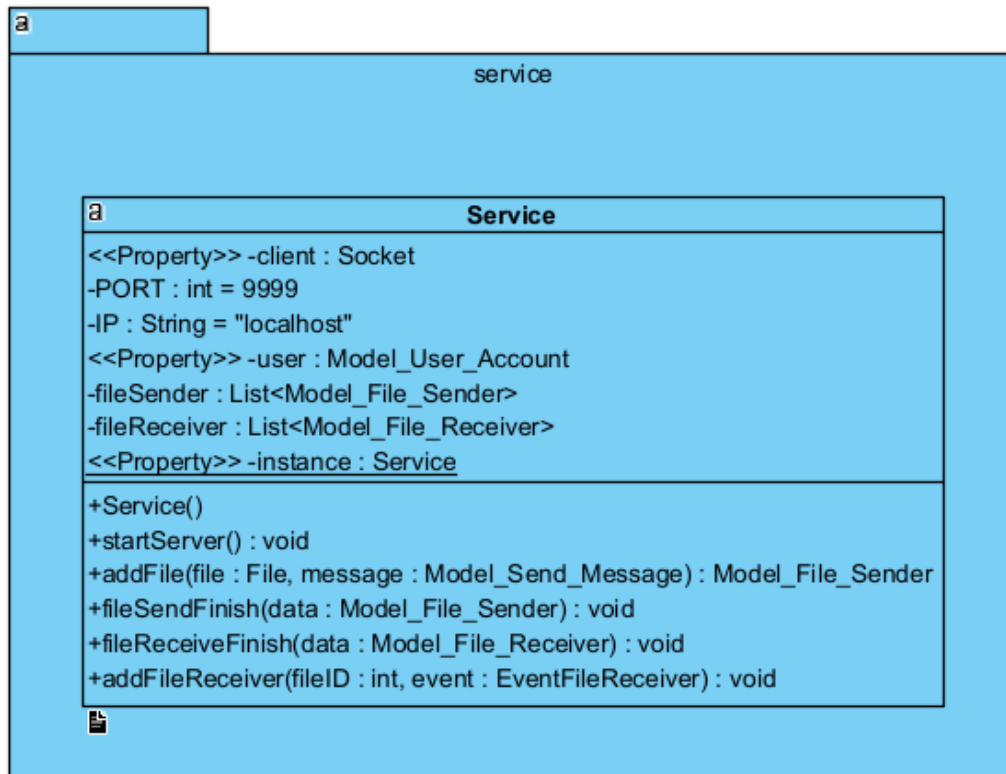 a
service
a
Service
<<Property>> -client : Socket
-PORT : int = 9999
-IP : String = "localhost"
<<Property>> -user : Model_User_Account
-fileSender : List<Model_File_Sender>
-fileReceiver : List<Model_File_Receiver>
<<Property>> -instance : Service
+Service()
+startServer() : void
+addFile(file : File, message : Model_Send_Message) : Model_File_Sender
+fileSendFinish(data : Model_File_Sender) : void
+fileReceiveFinish(data : Model_File_Receiver) : void
+addFileReceiver(fileID : int, event : EventFileReceiver) : void